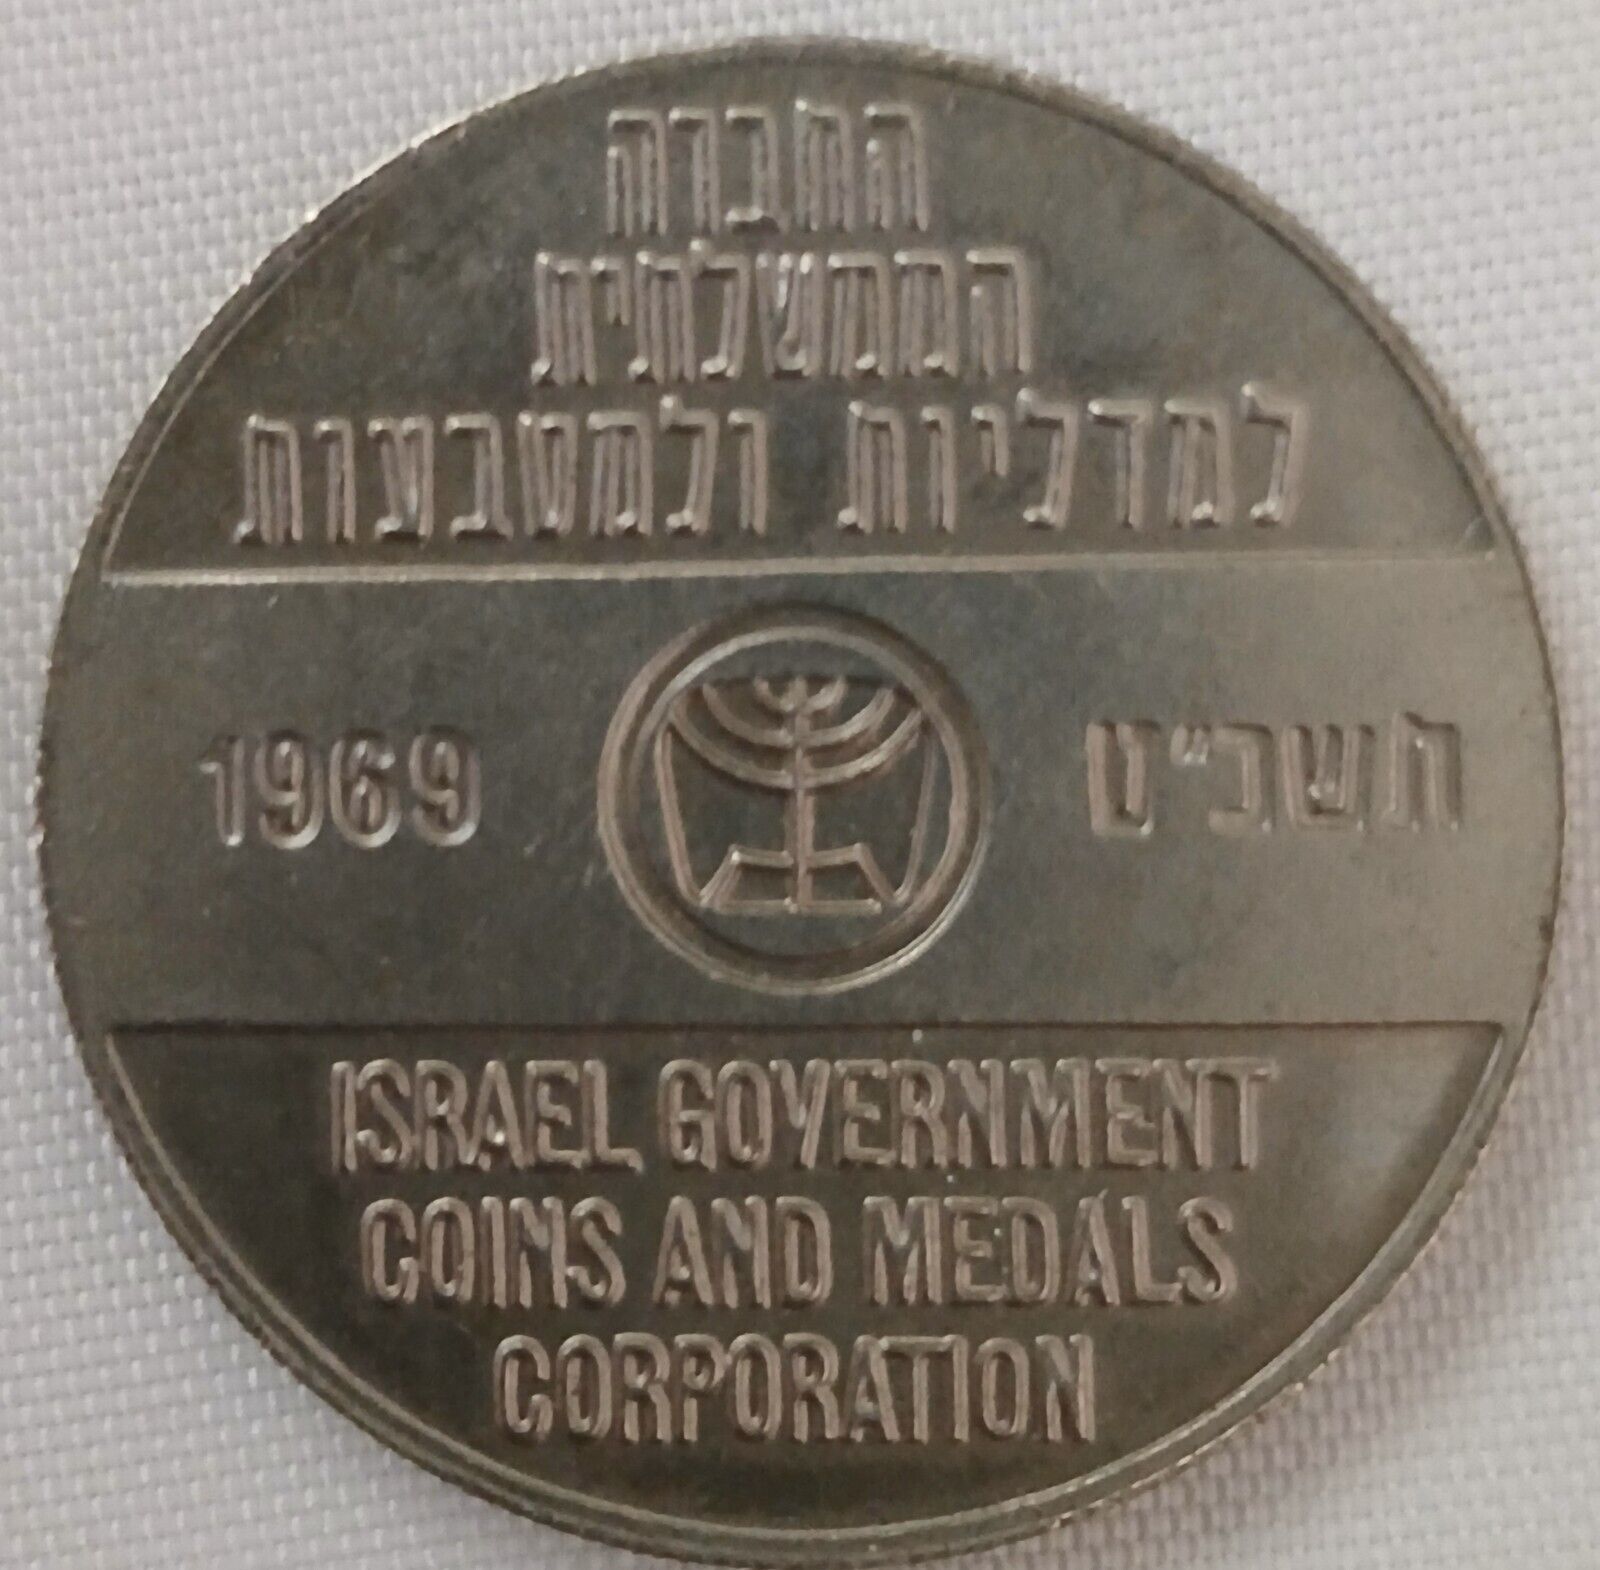 החברה
הממשלתית
למדליות ולמטבעות
1969 תשכ"ט
ISRAEL GOVERNMENT
COINS AND MEDALS
CORPORATION